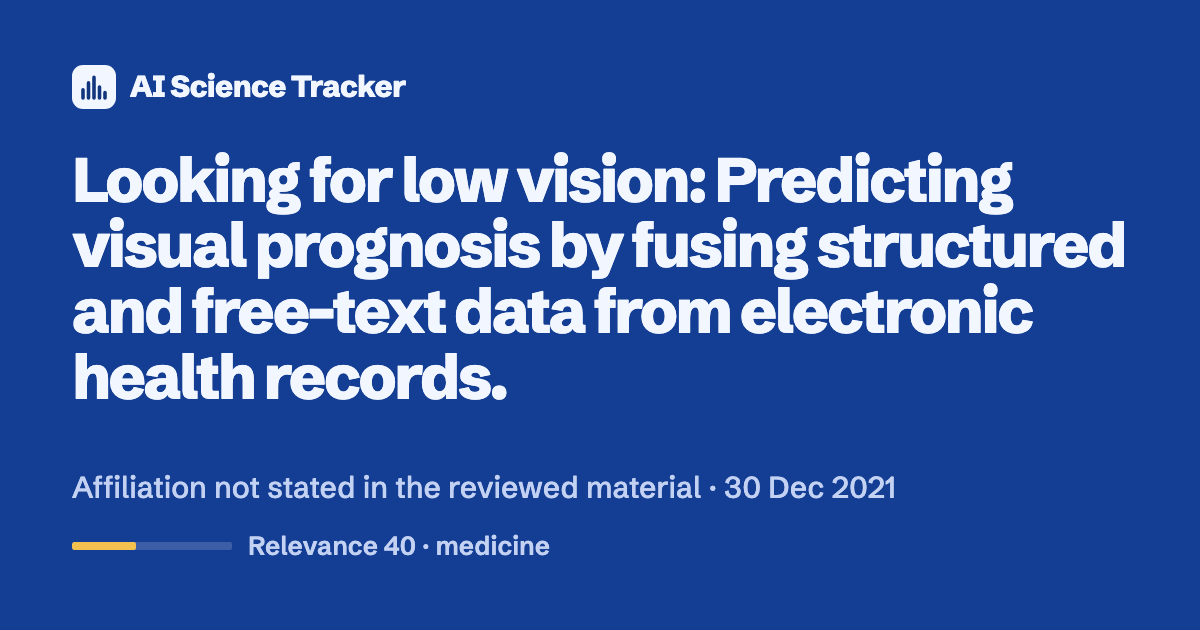 AI Science Tracker
Looking for low vision: Predicting
visual prognosis by fusing structured
and free-text data from electronic
health records.
Affiliation not stated in the reviewed material · 30 Dec 2021
Relevance 40 · medicine